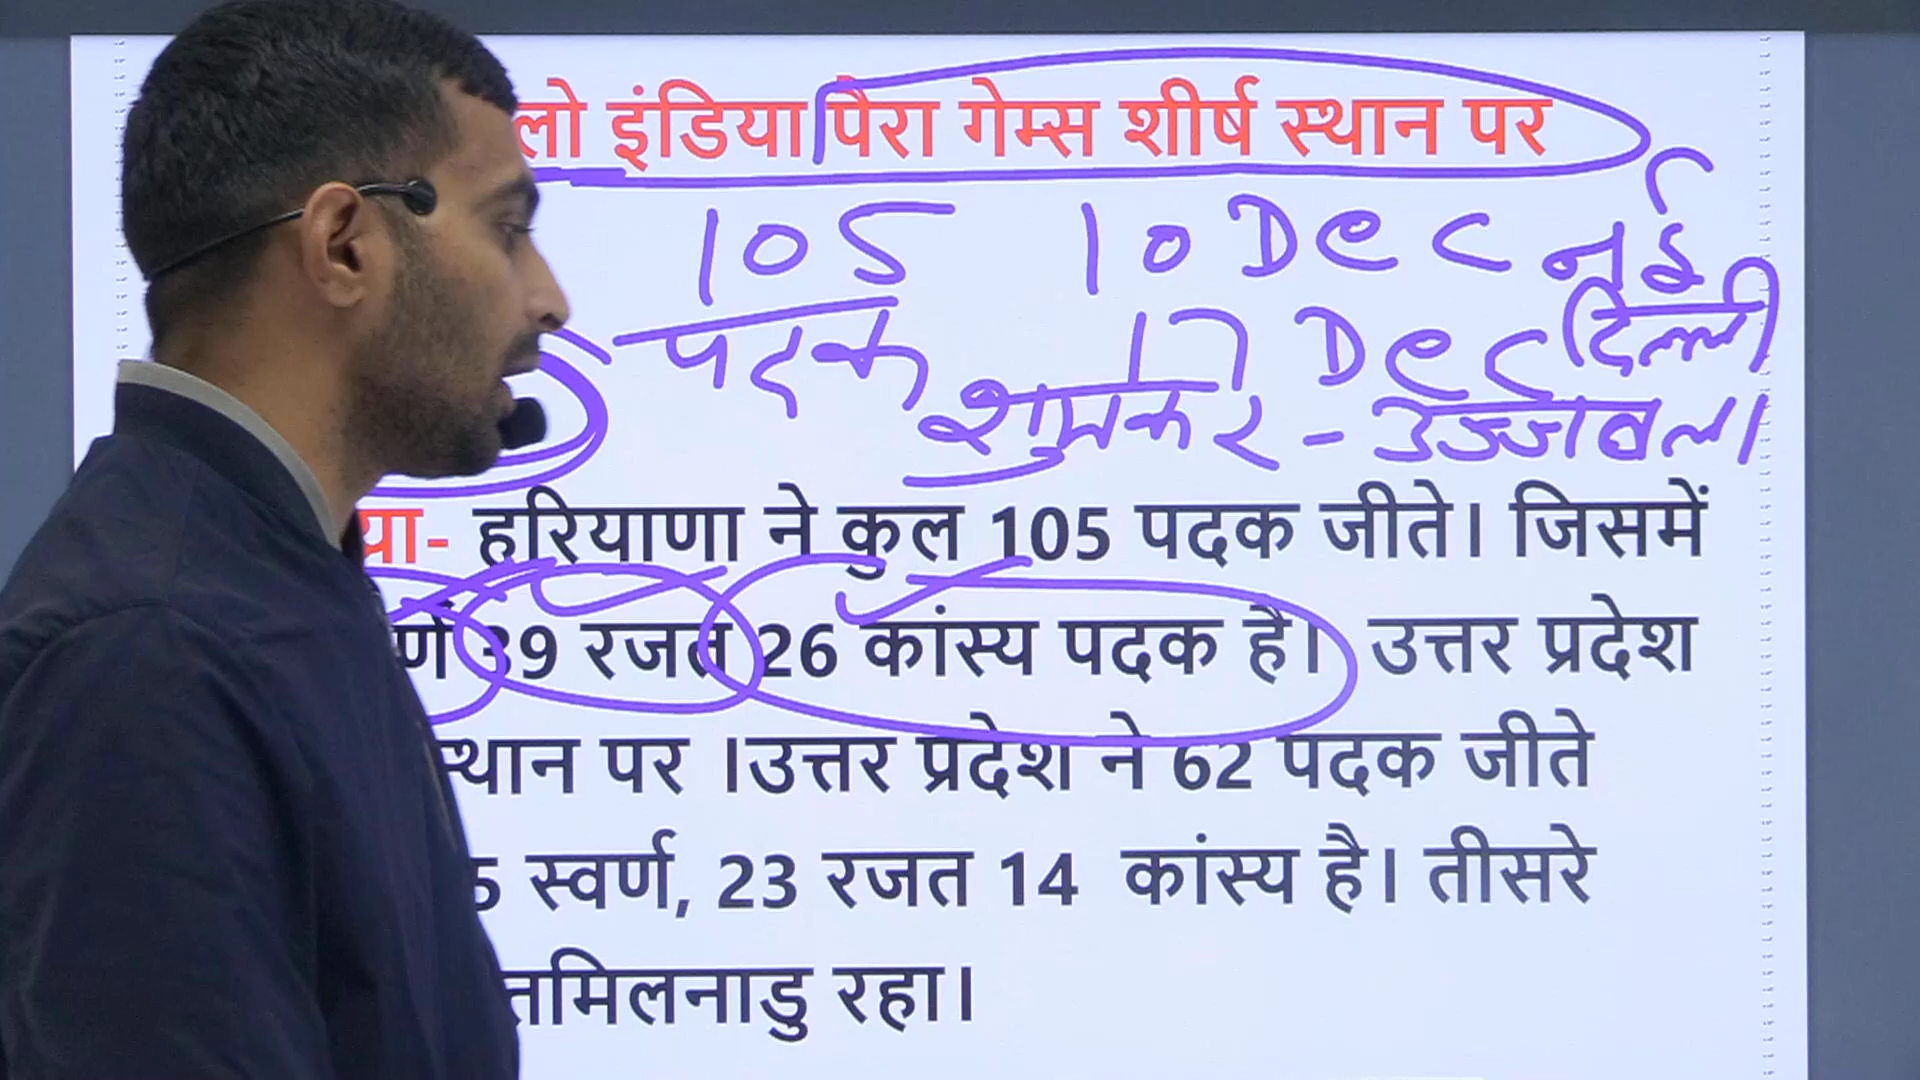 लो इंडिया पैरा गेम्स शीर्ष स्थान पर
105 10 Dec नई
पदक 17 Dec दिल्ली
शुभंकर - उज्जवला
या- हरियाणा ने कुल 105 पदक जीते। जिसमें
र्ण 39 रजत 26 कांस्य पदक है। उत्तर प्रदेश
स्थान पर ।उत्तर प्रदेश ने 62 पदक जीते
5 स्वर्ण, 23 रजत 14 कांस्य है। तीसरे
तमिलनाडु रहा।